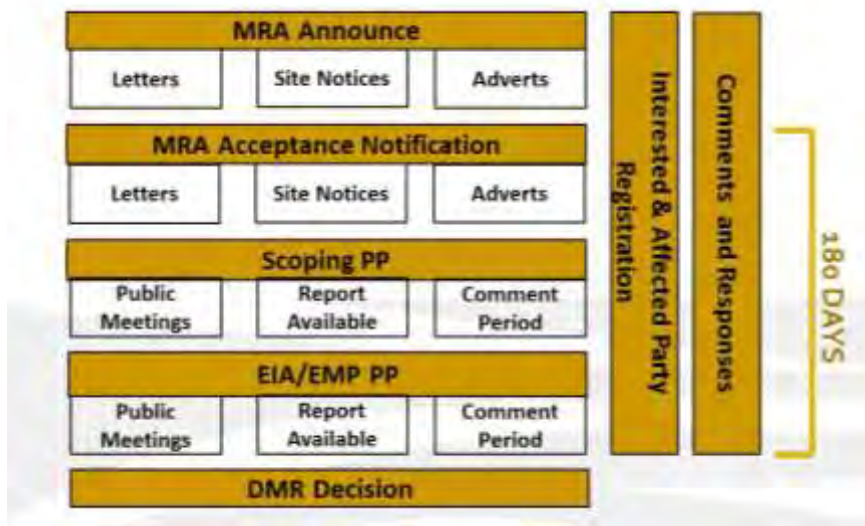 MRA Announce
Letters
Site Notices
Adverts
MRA Acceptance Notification
Letters
Site Notices
Adverts
Scoping PP
Public
Meetings
Report
Available
Comment
Period
EIA/EMP PP
Public
Meetings
Report
Available
Comment
Period
DMR Decision
Interested & Affected Party
Registration
Comments and Responses
180 DAYS